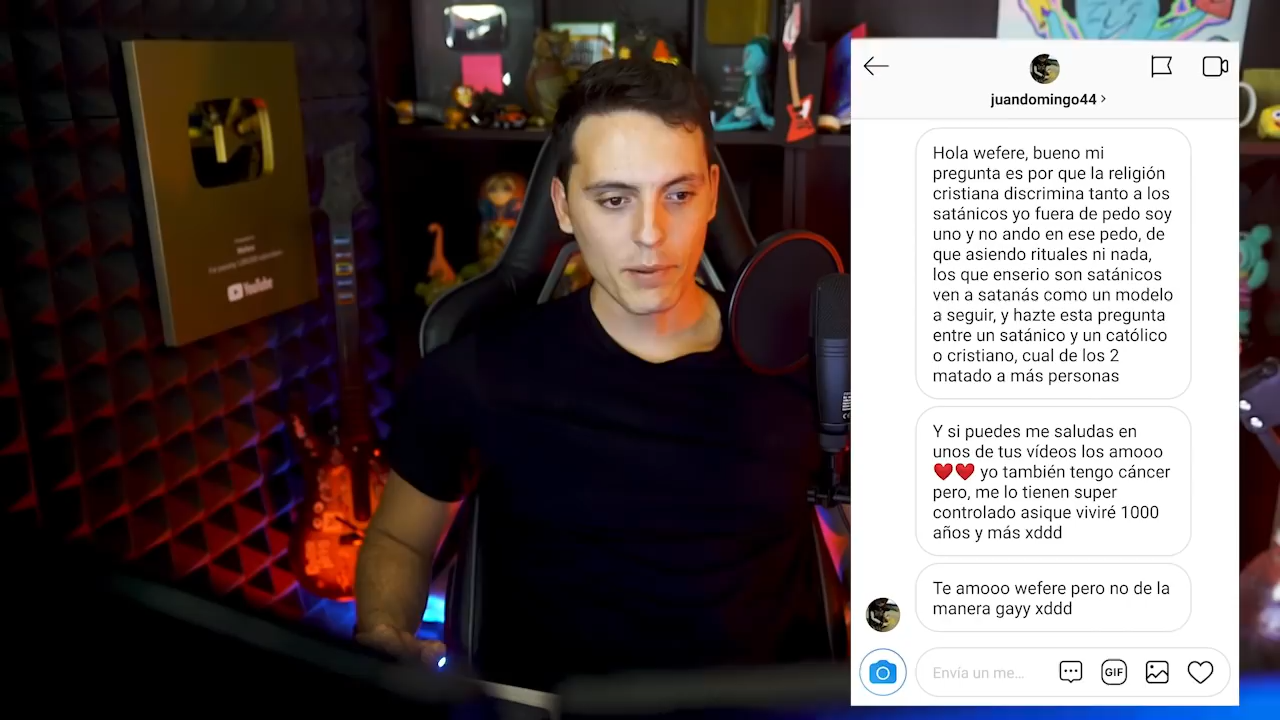 YouTube
juandomingo44
Hola wefere, bueno mi
pregunta es por que la religión
cristiana discrimina tanto a los
satánicos yo fuera de pedo soy
uno y no ando en ese pedo, de
que asiendo rituales ni nada,
los que enserio son satánicos
ven a satanás como un modelo
a seguir, y hazte esta pregunta
entre un satánico y un católico
o cristiano, cual de los 2
matado a más personas
Y si puedes me saludas en
unos de tus vídeos los amooo
❤️❤️ yo también tengo cáncer
pero, me lo tienen super
controlado asique viviré 1000
años y más xddd
Te amooo wefere pero no de la
manera gayy xddd
Envía un me...
GIF